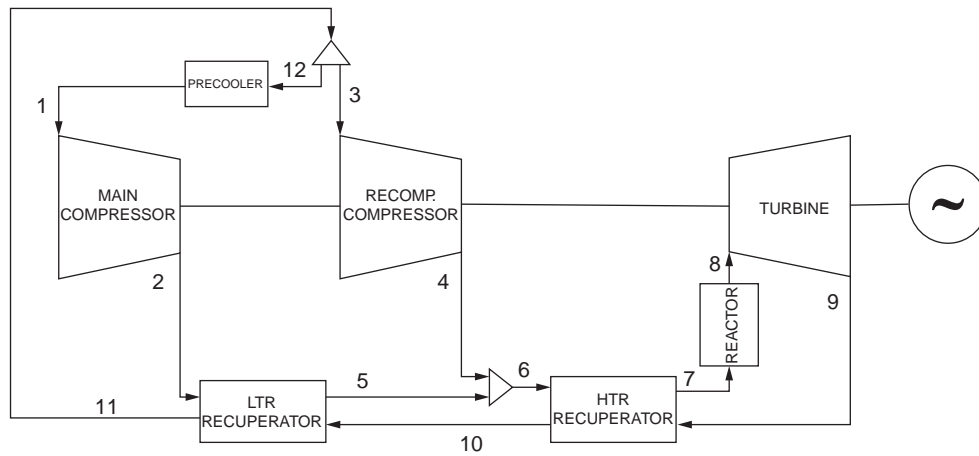 12
PRECOOLER
1
3
MAIN
COMPRESSOR
RECOMP.
COMPRESSOR
TURBINE
~
2
4
8
9
REACTOR
5
6
7
LTR
RECUPERATOR
HTR
RECUPERATOR
11
10